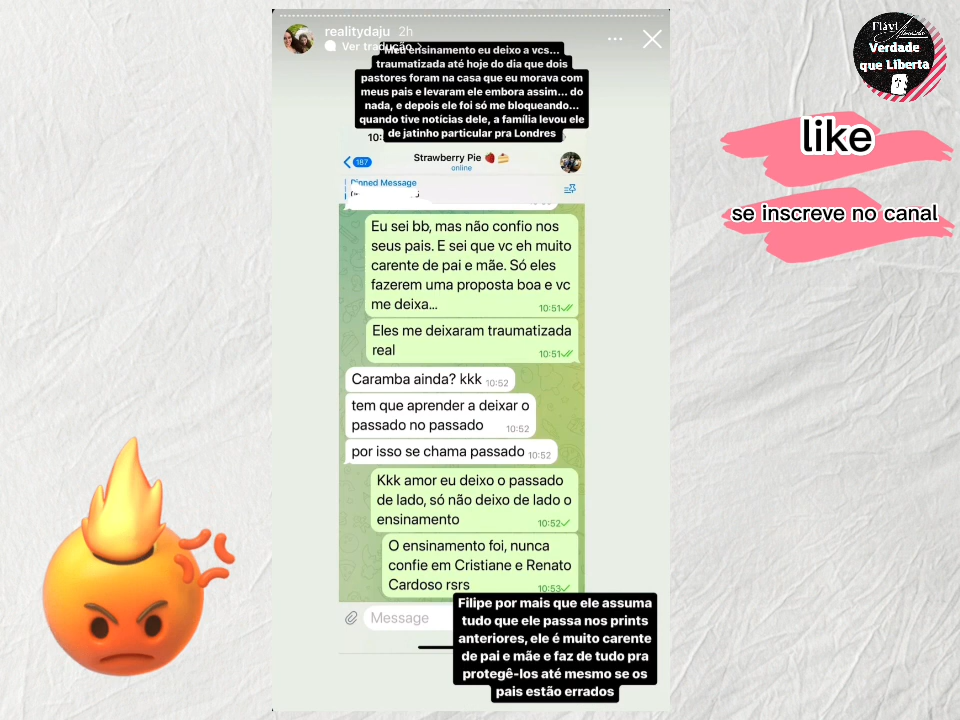 realitydaju 2h
Ver tradução >
Meu ensinamento eu deixo a vcs...
traumatizada até hoje do dia que dois
pastores foram na casa que eu morava com
meus pais e levaram ele embora assim... do
nada, e depois ele foi só me bloqueando...
quando tive notícias dele, a família levou ele
de jatinho particular pra Londres
10:
187
Strawberry Pie 🍓🍰
online
Pinned Message
Eu sei bb, mas não confio nos
seus pais. E sei que vc eh muito
carente de pai e mãe. Só eles
fazerem uma proposta boa e vc
me deixa...
10:51
Eles me deixaram traumatizada
real
10:51
Caramba ainda? kkk 10:52
tem que aprender a deixar o
passado no passado 10:52
por isso se chama passado 10:52
Kkk amor eu deixo o passado
de lado, só não deixo de lado o
ensinamento
10:52
O ensinamento foi, nunca
confie em Cristiane e Renato
Cardoso rsrs
10:53
Message
Filipe por mais que ele assuma
tudo que ele passa nos prints
anteriores, ele é muito carente
de pai e mãe e faz de tudo pra
protegê-los até mesmo se os
pais estão errados
Verdade
que Liberta
like
se inscreve no canal